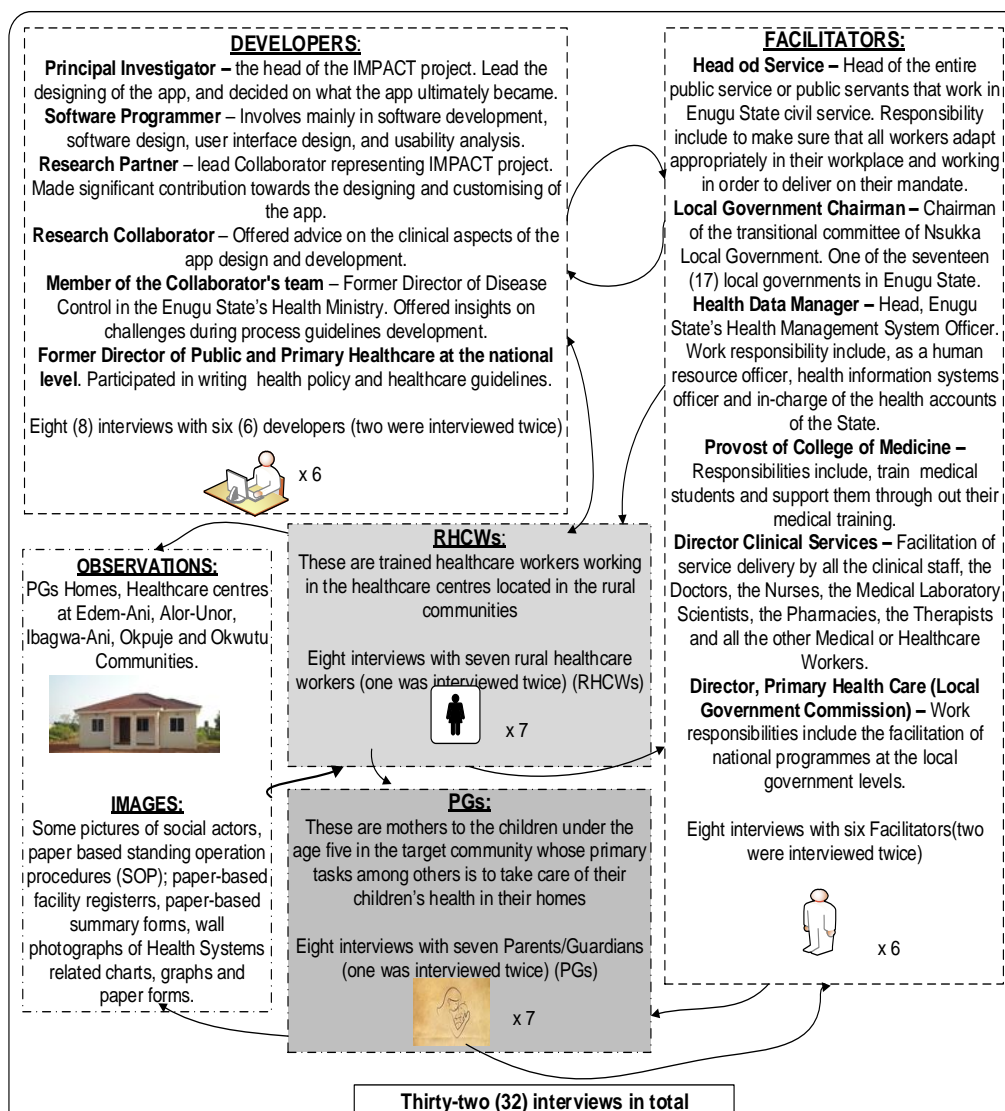 DEVELOPERS:
Principal Investigator – the head of the IMPACT project. Lead the
designing of the app, and decided on what the app ultimately became.
Software Programmer – Involves mainly in software development,
software design, user interface design, and usability analysis.
Research Partner – lead Collaborator representing IMPACT project.
Made significant contribution towards the designing and customising of
the app.
Research Collaborator – Offered advice on the clinical aspects of the
app design and development.
Member of the Collaborator's team – Former Director of Disease
Control in the Enugu State’s Health Ministry. Offered insights on
challenges during process guidelines development.
Former Director of Public and Primary Healthcare at the national
level. Participated in writing health policy and healthcare guidelines.
Eight (8) interviews with six (6) developers (two were interviewed twice)
x 6
FACILITATORS:
Head od Service – Head of the entire
public service or public servants that work in
Enugu State civil service. Responsibility
include to make sure that all workers adapt
appropriately in their workplace and working
in order to deliver on their mandate.
Local Government Chairman – Chairman
of the transitional committee of Nsukka
Local Government. One of the seventeen
(17) local governments in Enugu State.
Health Data Manager – Head, Enugu
State’s Health Management System Officer.
Work responsibility include, as a human
resource officer, health information systems
officer and in-charge of the health accounts
of the State.
Provost of College of Medicine –
Responsibilities include, train medical
students and support them through out their
medical training.
Director Clinical Services – Facilitation of
service delivery by all the clinical staff, the
Doctors, the Nurses, the Medical Laboratory
Scientists, the Pharmacies, the Therapists
and all the other Medical or Healthcare
Workers.
Director, Primary Health Care (Local
Government Commission) – Work
responsibilities include the facilitation of
national programmes at the local
government levels.
Eight interviews with six Facilitators(two
were interviewed twice)
x 6
OBSERVATIONS:
PGs Homes, Healthcare centres
at Edem-Ani, Alor-Unor,
Ibagwa-Ani, Okpuje and Okwutu
Communities.
IMAGES:
Some pictures of social actors,
paper based standing operation
procedures (SOP); paper-based
facility registerrs, paper-based
summary forms, wall
photographs of Health Systems
related charts, graphs and
paper forms.
RHCWs:
These are trained healthcare workers working
in the healthcare centres located in the rural
communities
Eight interviews with seven rural healthcare
workers (one was interviewed twice) (RHCWs)
x 7
PGs:
These are mothers to the children under the
age five in the target community whose primary
tasks among others is to take care of their
children’s health in their homes
Eight interviews with seven Parents/Guardians
(one was interviewed twice) (PGs)
x 7
Thirty-two (32) interviews in total